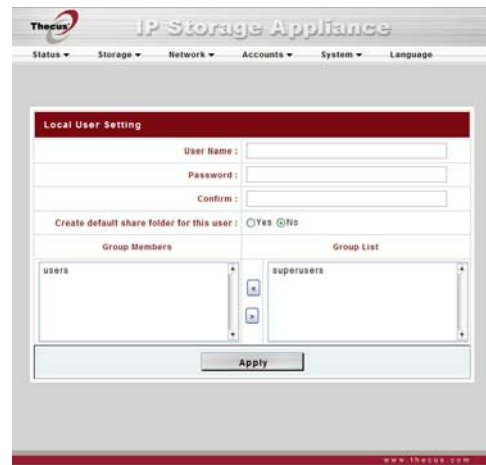 Thecus
IP Storage Appliance
Status Storage Network Accounts System Language
Local User Setting
User Name :
Password :
Confirm :
Create default share folder for this user : Yes No
Group Members Group List
users superusers
«
»
Apply
www.thecus.com